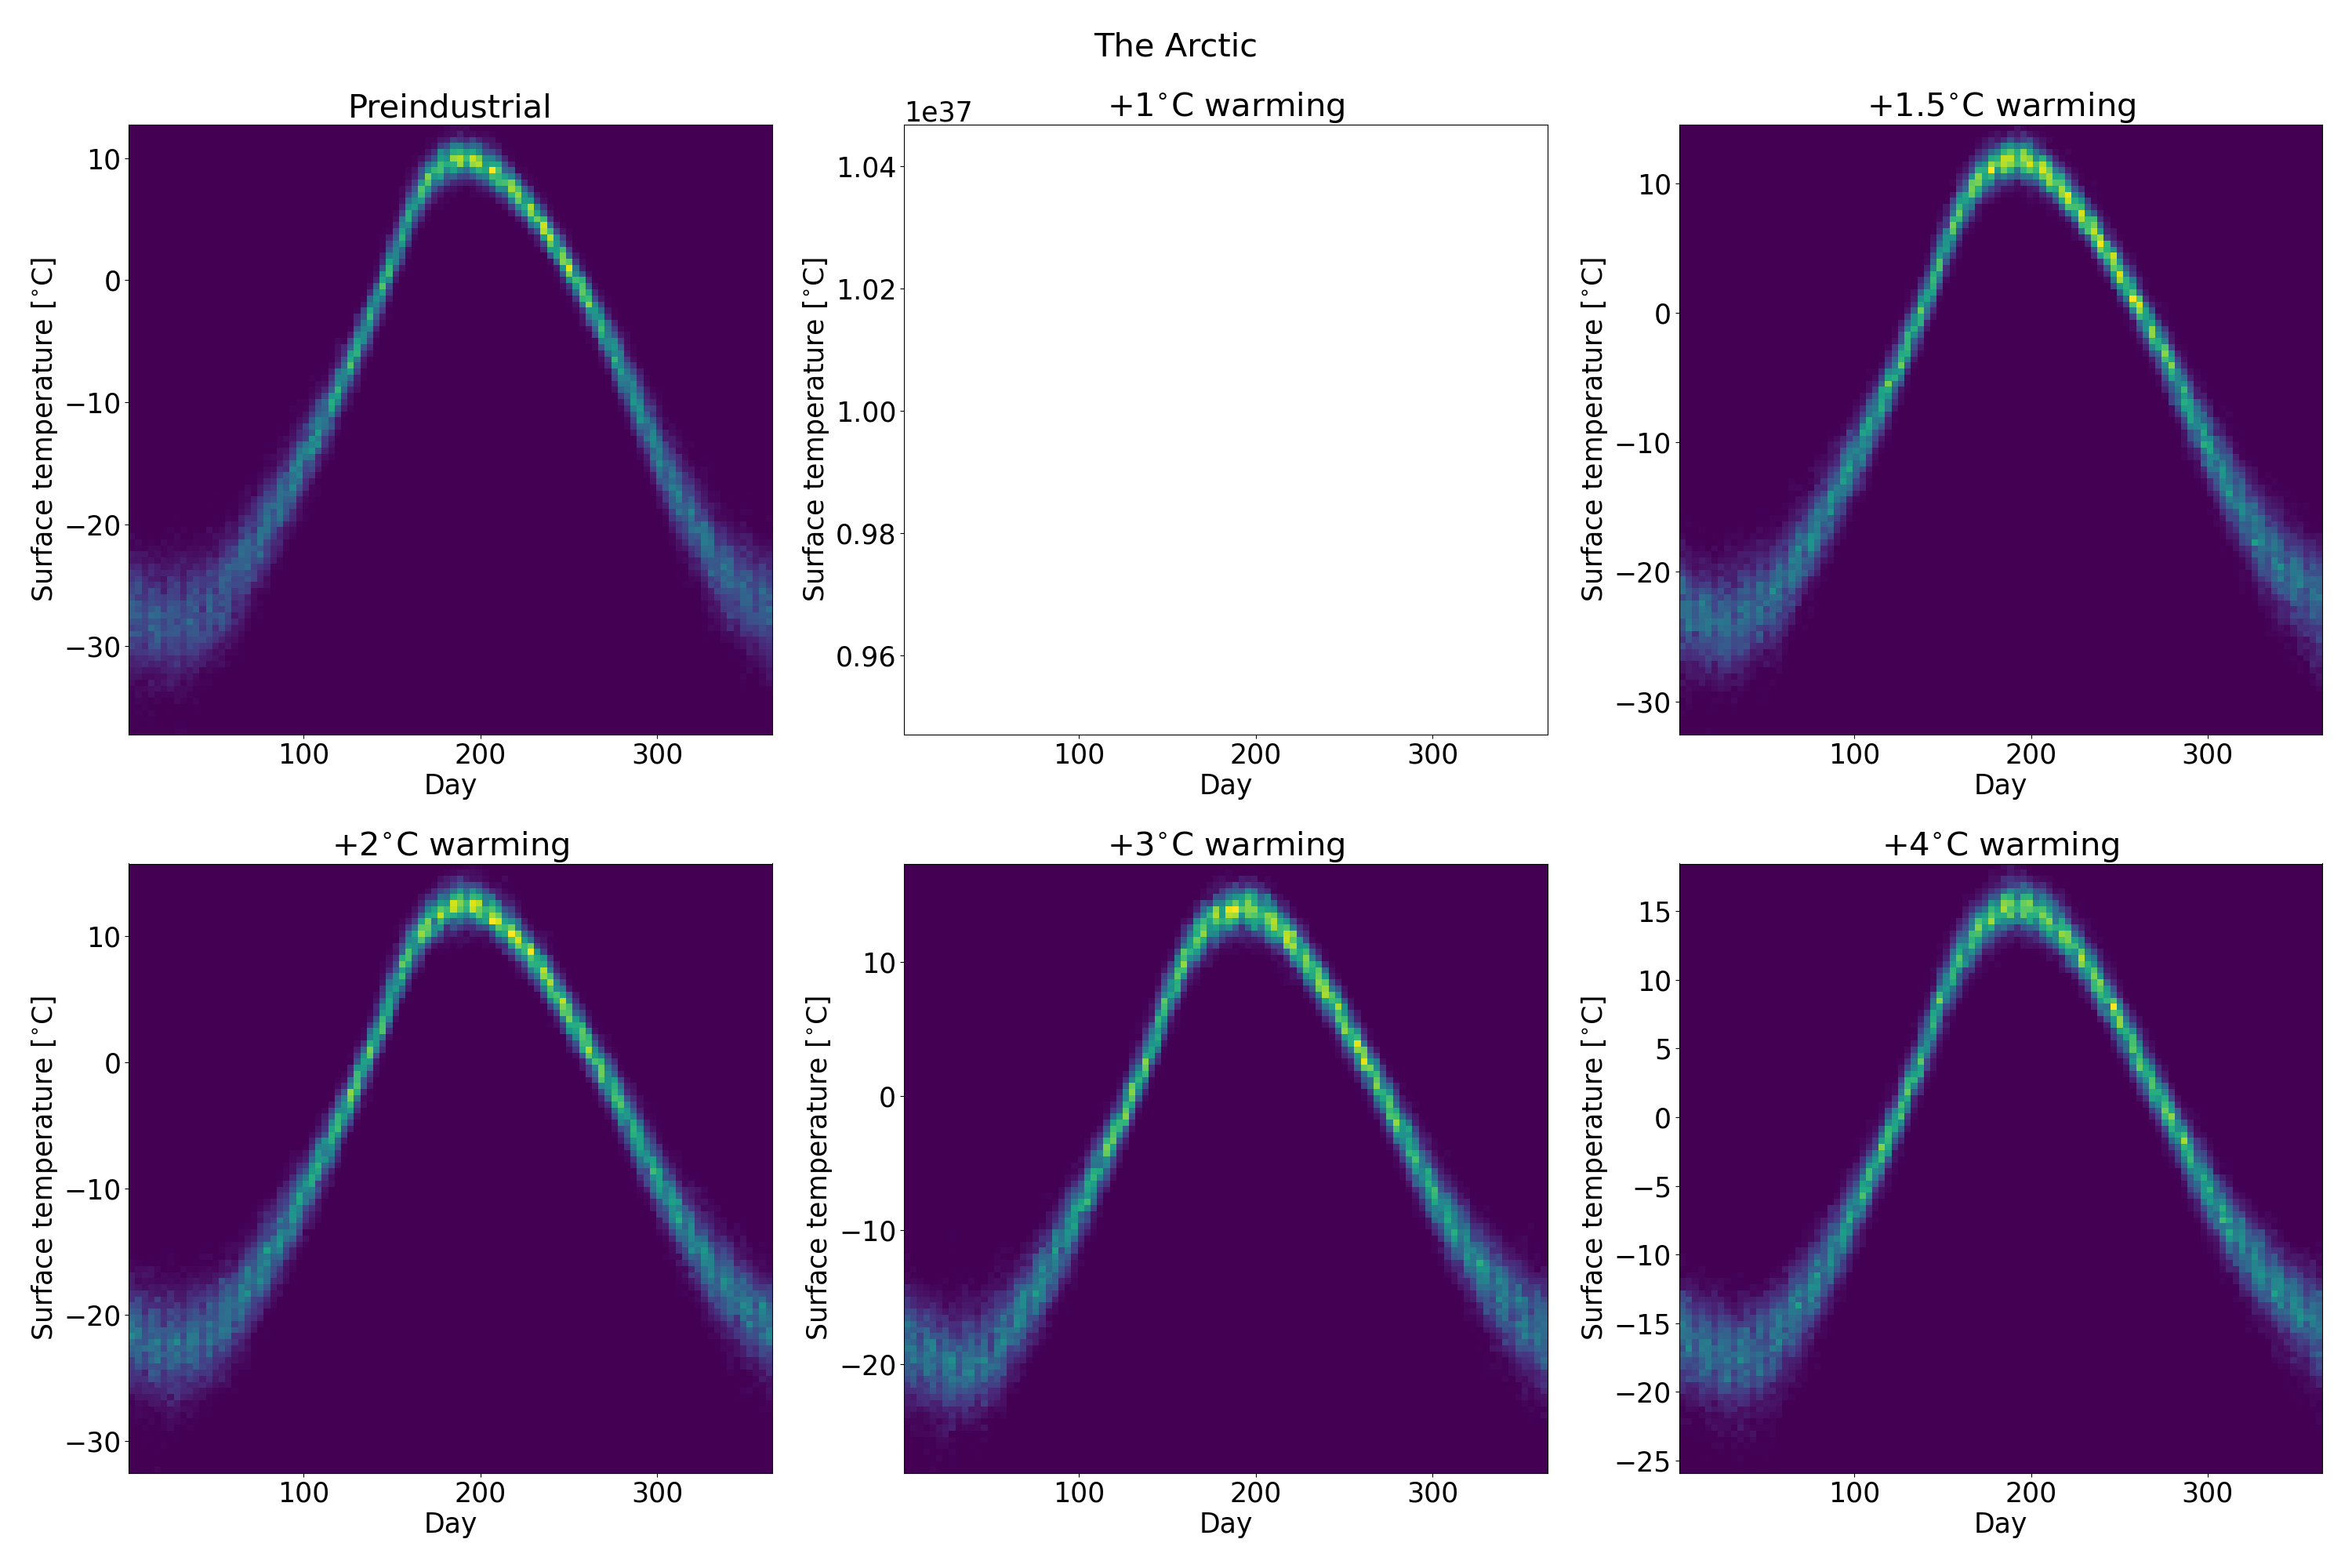 The Arctic
Preindustrial
Surface temperature [°C]
10
0
−10
−20
−30
100 200 300
Day
+1°C warming
1e37
Surface temperature [°C]
1.04
1.02
1.00
0.98
0.96
100 200 300
Day
+1.5°C warming
Surface temperature [°C]
10
0
−10
−20
−30
100 200 300
Day
+2°C warming
Surface temperature [°C]
10
0
−10
−20
−30
100 200 300
Day
+3°C warming
Surface temperature [°C]
10
0
−10
−20
100 200 300
Day
+4°C warming
Surface temperature [°C]
15
10
5
0
−5
−10
−15
−20
−25
100 200 300
Day